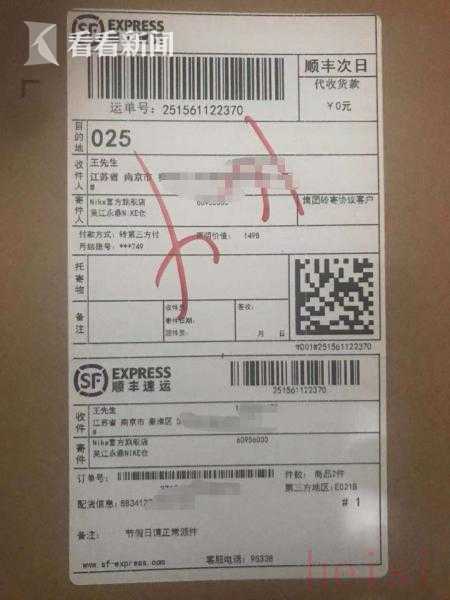 SF EXPRESS
看看新闻
顺丰次日
代收货款
￥0元
运单号: 251561122370
目的地
025
收件人
王先生
江苏省 南京市
#
寄件人
Nike官方旗舰店
60956000
吴江永鼎NIKE仓
集团转寄协议客户
付款方式: 转第三方付
声明价值: 1498
月结账号: ***749
托寄物
备注
收件员:
寄件日期:
派件员:
签收:
月 日
SF EXPRESS
顺丰速运
251561122370
收件
王先生
江苏省 南京市 秦淮区
#
寄件
Nike官方旗舰店
60956000
吴江永鼎NIKE仓
订单号:
件数: 商品2件
第三方地区: E021B
配货信息:
#1
备注: 节假日请正常派件
www.sf-express.com
客服电话: 95338